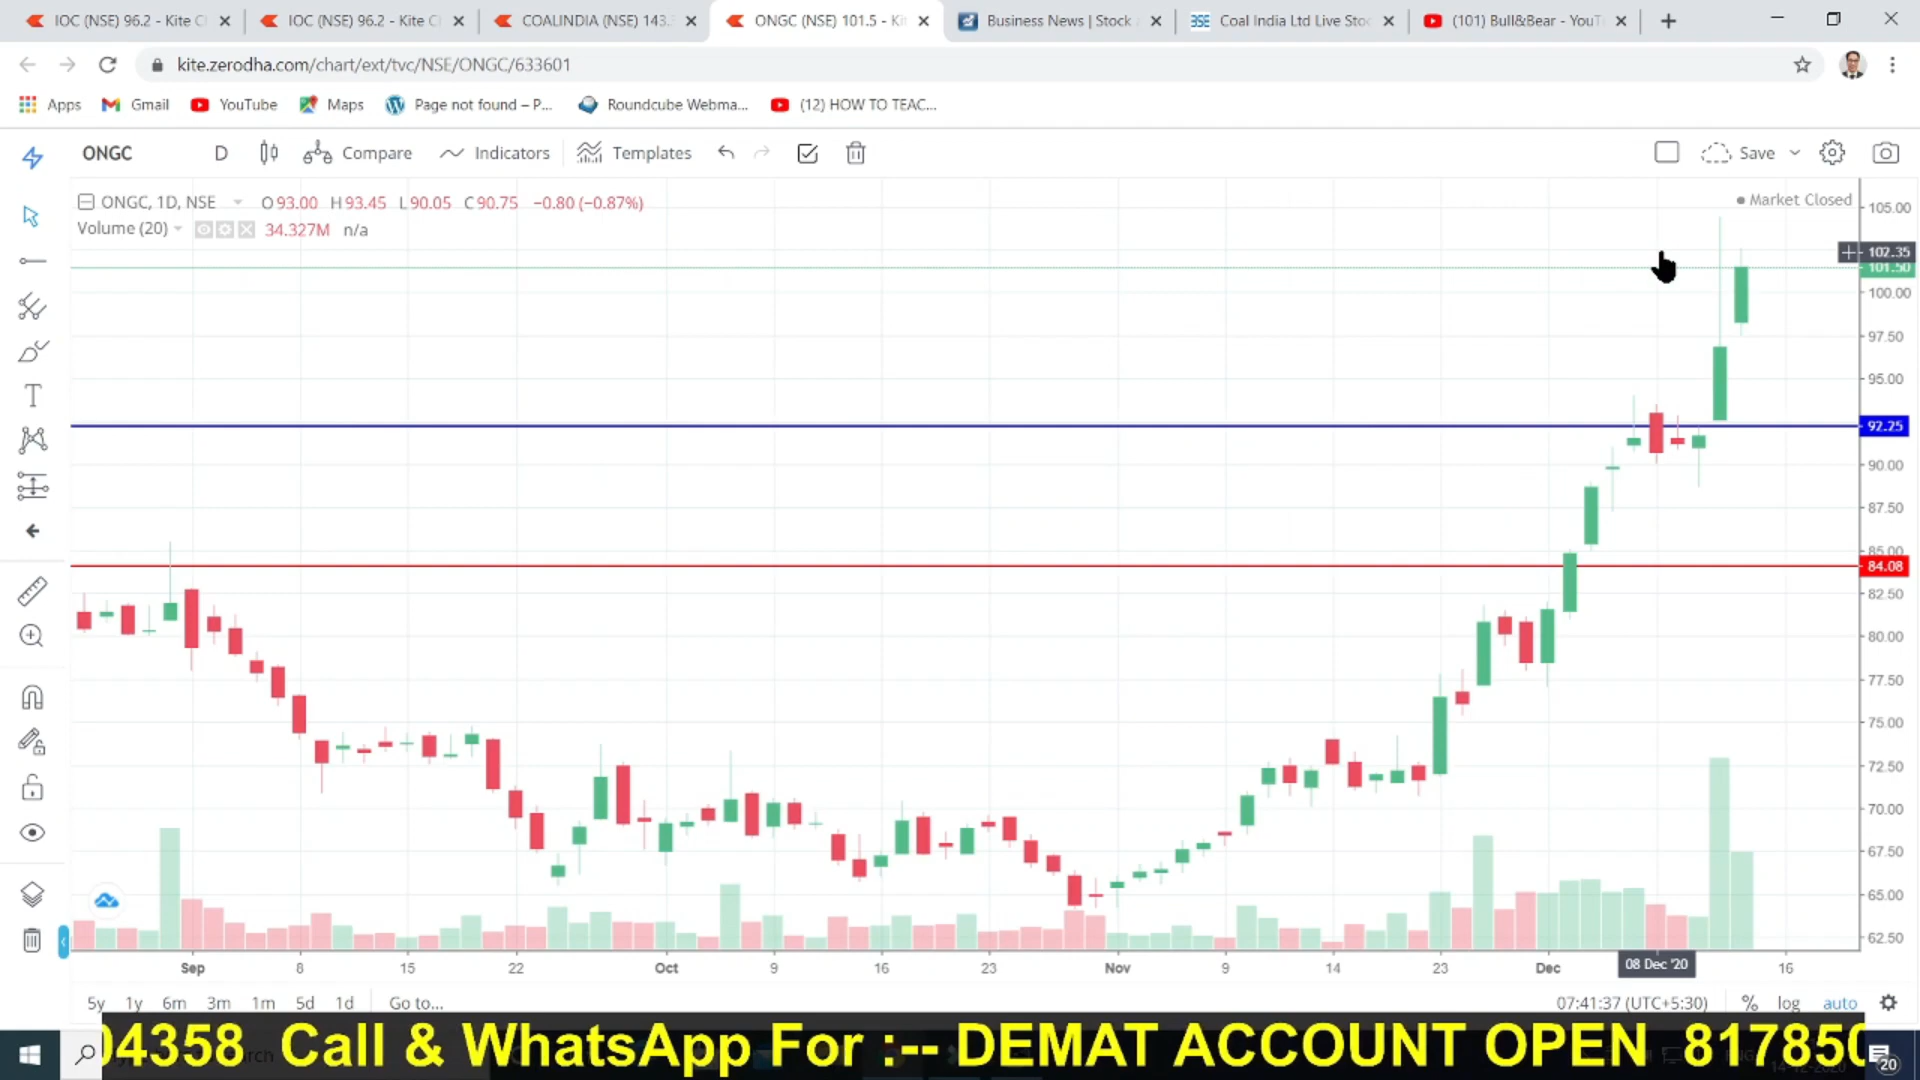 IOC (NSE) 96.2 - Kite C
IOC (NSE) 96.2 - Kite C
COALINDIA (NSE) 143.
ONGC (NSE) 101.5 - Ki
Business News | Stock
Coal India Ltd Live Sto
(101) Bull&Bear - YouT
kite.zerodha.com/chart/ext/tvc/NSE/ONGC/633601
Apps
Gmail
YouTube
Maps
Page not found – P...
Roundcube Webma...
(12) HOW TO TEAC...
ONGC
D
Compare
Indicators
Templates
Save
ONGC, 1D, NSE
O93.00 H93.45 L90.05 C90.75 −0.80 (−0.87%)
Market Closed
Volume (20)
34.327M n/a
105.00
102.35
101.50
100.00
97.50
95.00
92.25
90.00
87.50
85.00
84.08
82.50
80.00
77.50
75.00
72.50
70.00
67.50
65.00
62.50
Sep 8 15 22 Oct 9 16 23 Nov 9 14 23 Dec 08 Dec '20 16
5y 1y 6m 3m 1m 5d 1d Go to...
07:41:37 (UTC+5:30) % log auto
04358 Call & WhatsApp For :-- DEMAT ACCOUNT OPEN 817850
20